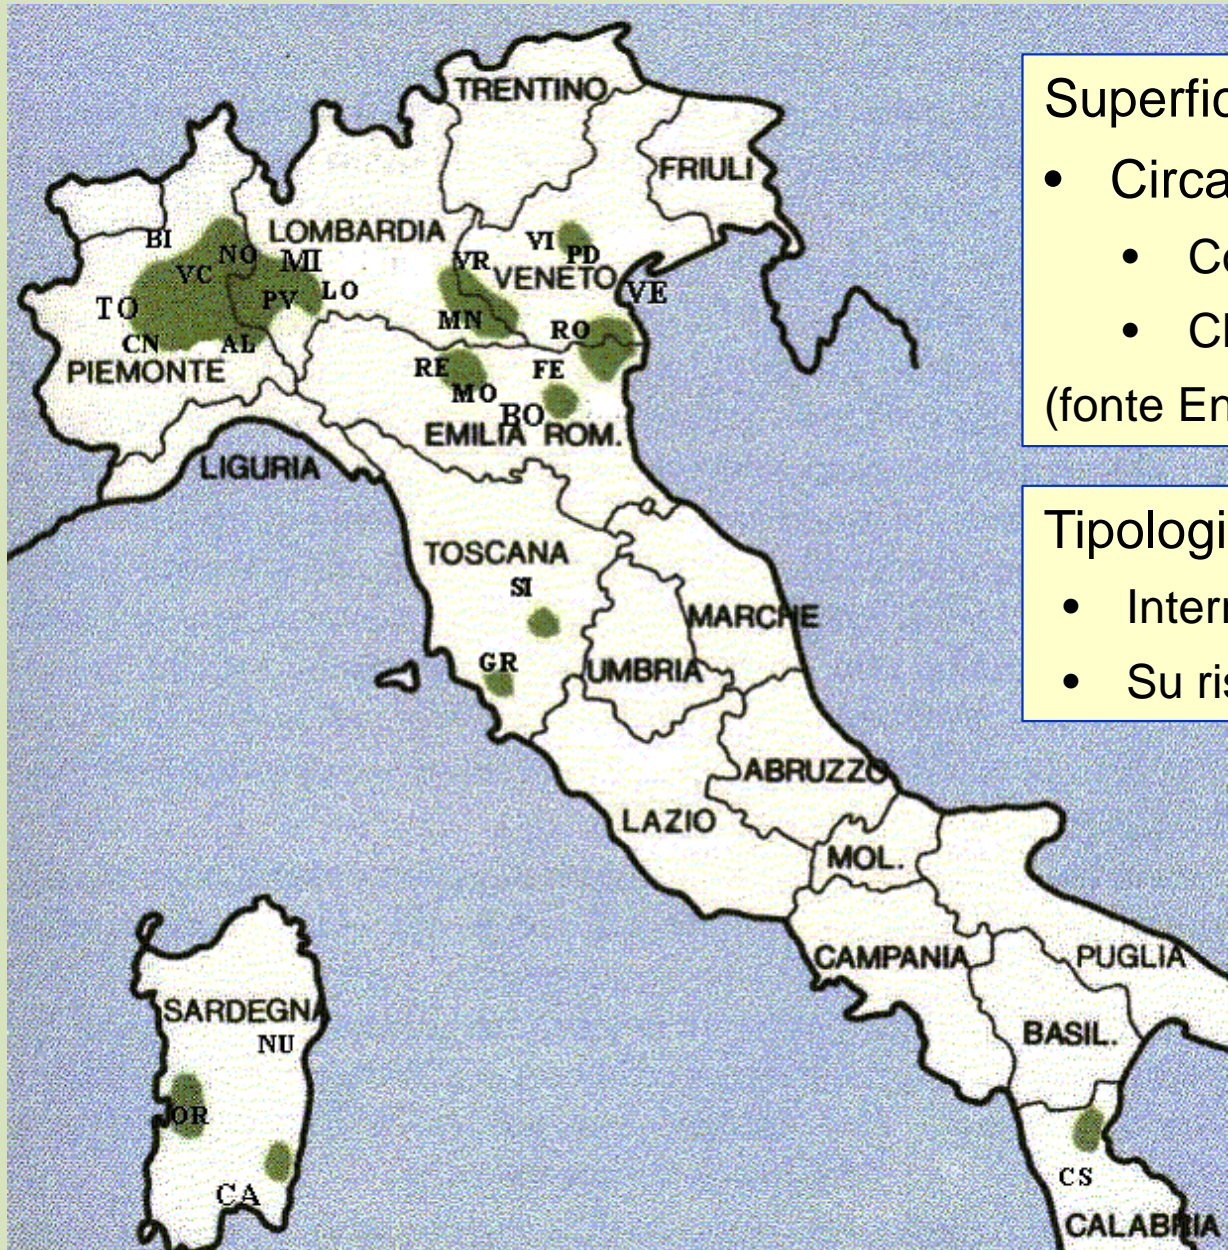 TRENTINO
FRIULI
LOMBARDIA
BI
NO
MI
VC
PV
LO
TO
CN
AL
PIEMONTE
VI
PD
VR
VENETO
VE
MN
RO
RE
MO
FE
BO
EMILIA ROM.
LIGURIA
TOSCANA
SI
GR
MARCHE
UMBRIA
ABRUZZO
LAZIO
MOL.
CAMPANIA
PUGLIA
BASIL.
SARDEGNA
NU
OR
CA
CS
CALABRIA
Superfic
• Circa
• Co
(fonte En
Tipologi
• Intern
• Su ris